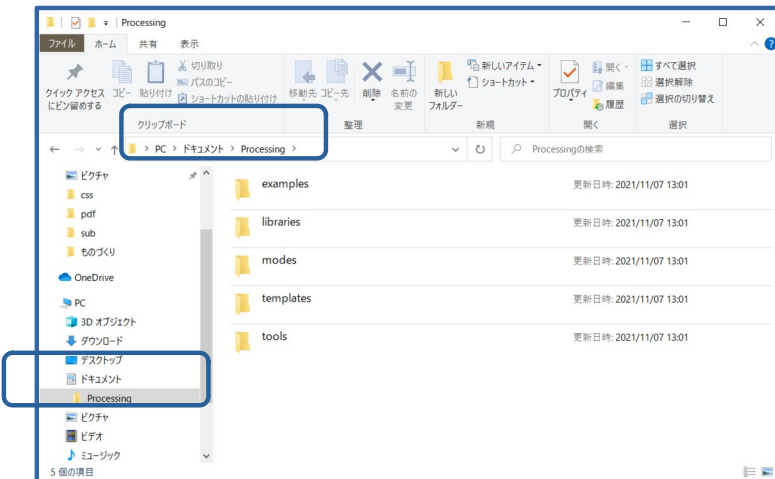 Processing
ファイル ホーム 共有 表示
クイック アクセス
にピン留めする
コピー
貼り付け
切り取り
パスのコピー
ショートカットの貼り付け
移動先
コピー先
削除
名前の
変更
新しい
フォルダー
新しいアイテム
ショートカット
プロパティ
開く
編集
履歴
すべて選択
選択解除
選択の切り替え
クリップボード 整理 新規 開く 選択
PC > ドキュメント > Processing >
Processingの検索
ピクチャ
css
pdf
sub
ものづくり
OneDrive
PC
3D オブジェクト
ダウンロード
デスクトップ
ドキュメント
Processing
ピクチャ
ビデオ
ミュージック
examples 更新日時: 2021/11/07 13:01
libraries 更新日時: 2021/11/07 13:01
modes 更新日時: 2021/11/07 13:01
templates 更新日時: 2021/11/07 13:01
tools 更新日時: 2021/11/07 13:01
5 個の項目